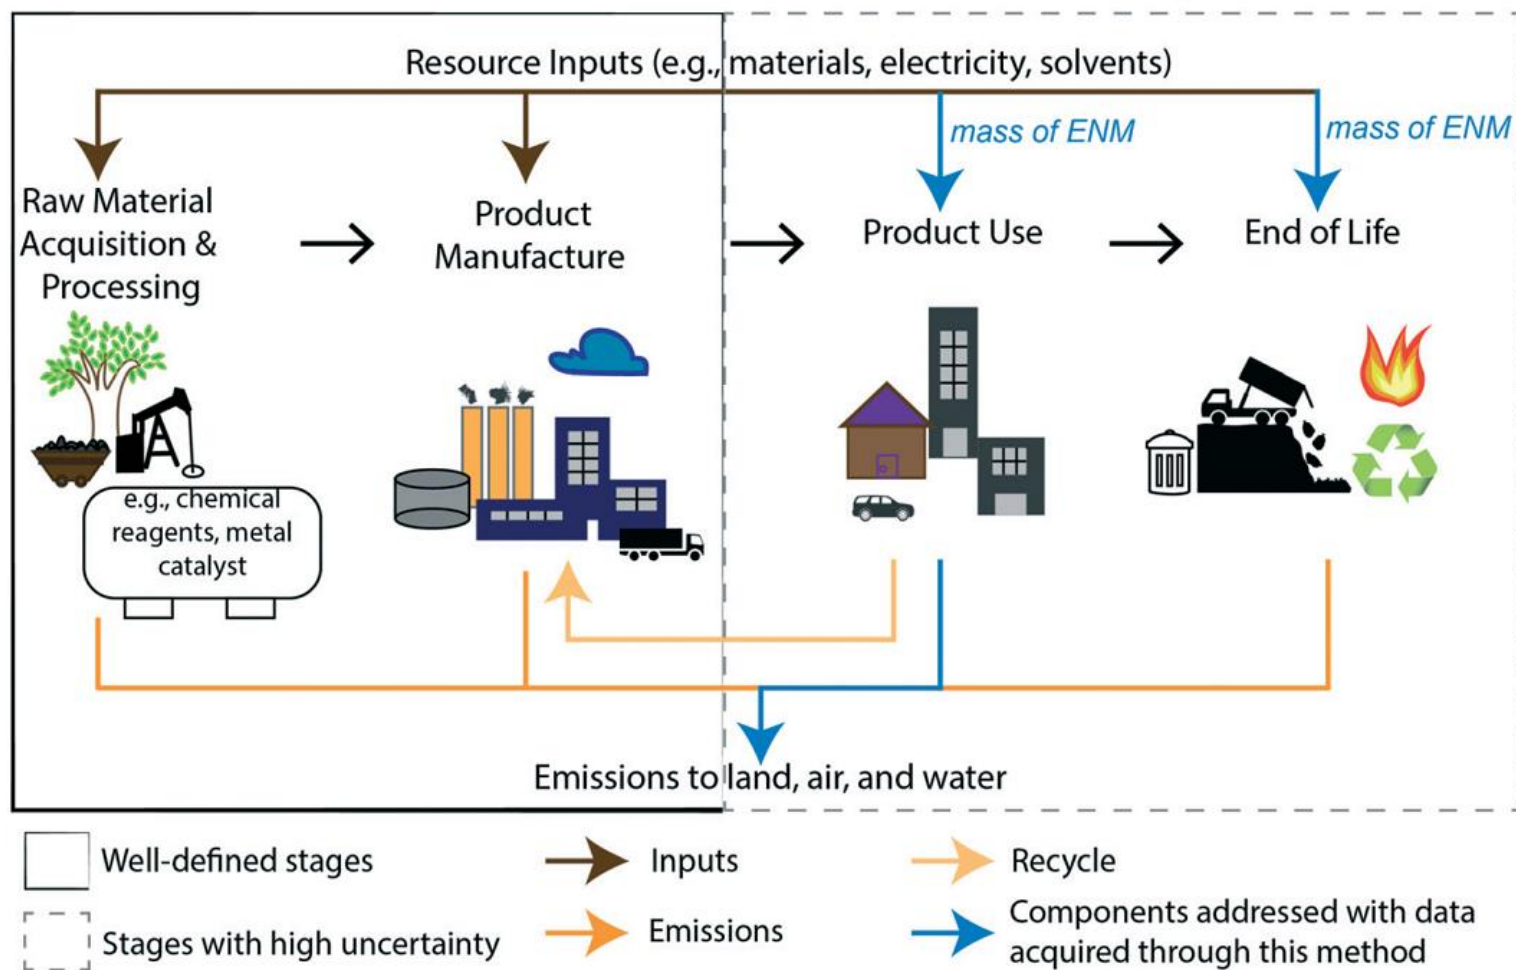 Resource Inputs (e.g., materials, electricity, solvents)
mass of ENM
mass of ENM
Raw Material
Acquisition &
Processing
Product
Manufacture
Product Use
End of Life
e.g., chemical
reagents, metal
catalyst
Emissions to land, air, and water
Well-defined stages
Inputs
Recycle
Stages with high uncertainty
Emissions
Components addressed with data
acquired through this method